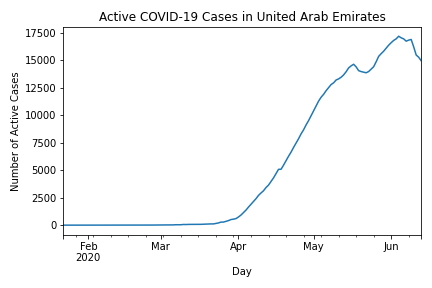 Active COVID-19 Cases in United Arab Emirates
17500
15000
12500
10000
7500
5000
2500
0
Number of Active Cases
Feb
2020
Mar
Apr
May
Jun
Day